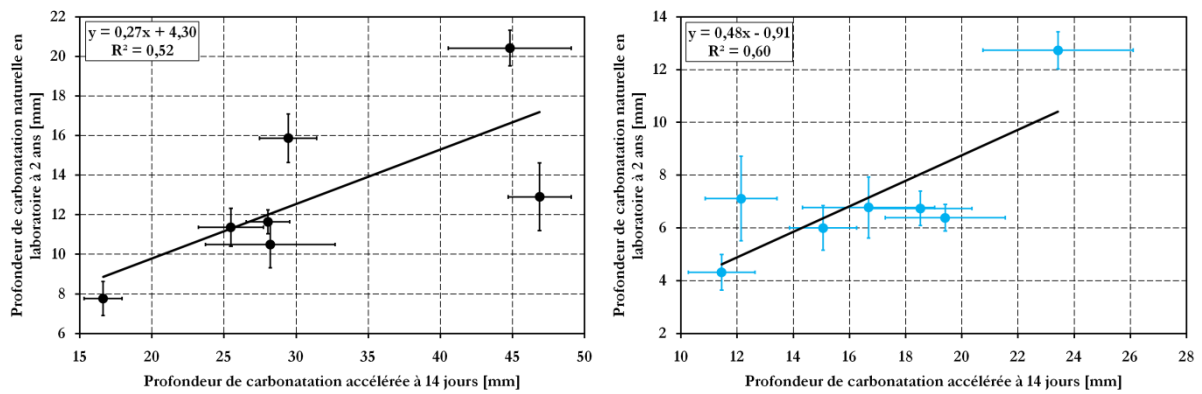 y = 0,27x + 4,30
R² = 0,52
Profondeur de carbonatation naturelle en
laboratoire à 2 ans [mm]
22
20
18
16
14
12
10
8
6
15 20 25 30 35 40 45 50
Profondeur de carbonatation accélérée à 14 jours [mm]
y = 0,48x - 0,91
R² = 0,60
Profondeur de carbonatation naturelle en
laboratoire à 2 ans [mm]
14
12
10
8
6
4
2
10 12 14 16 18 20 22 24 26 28
Profondeur de carbonatation accélérée à 14 jours [mm]